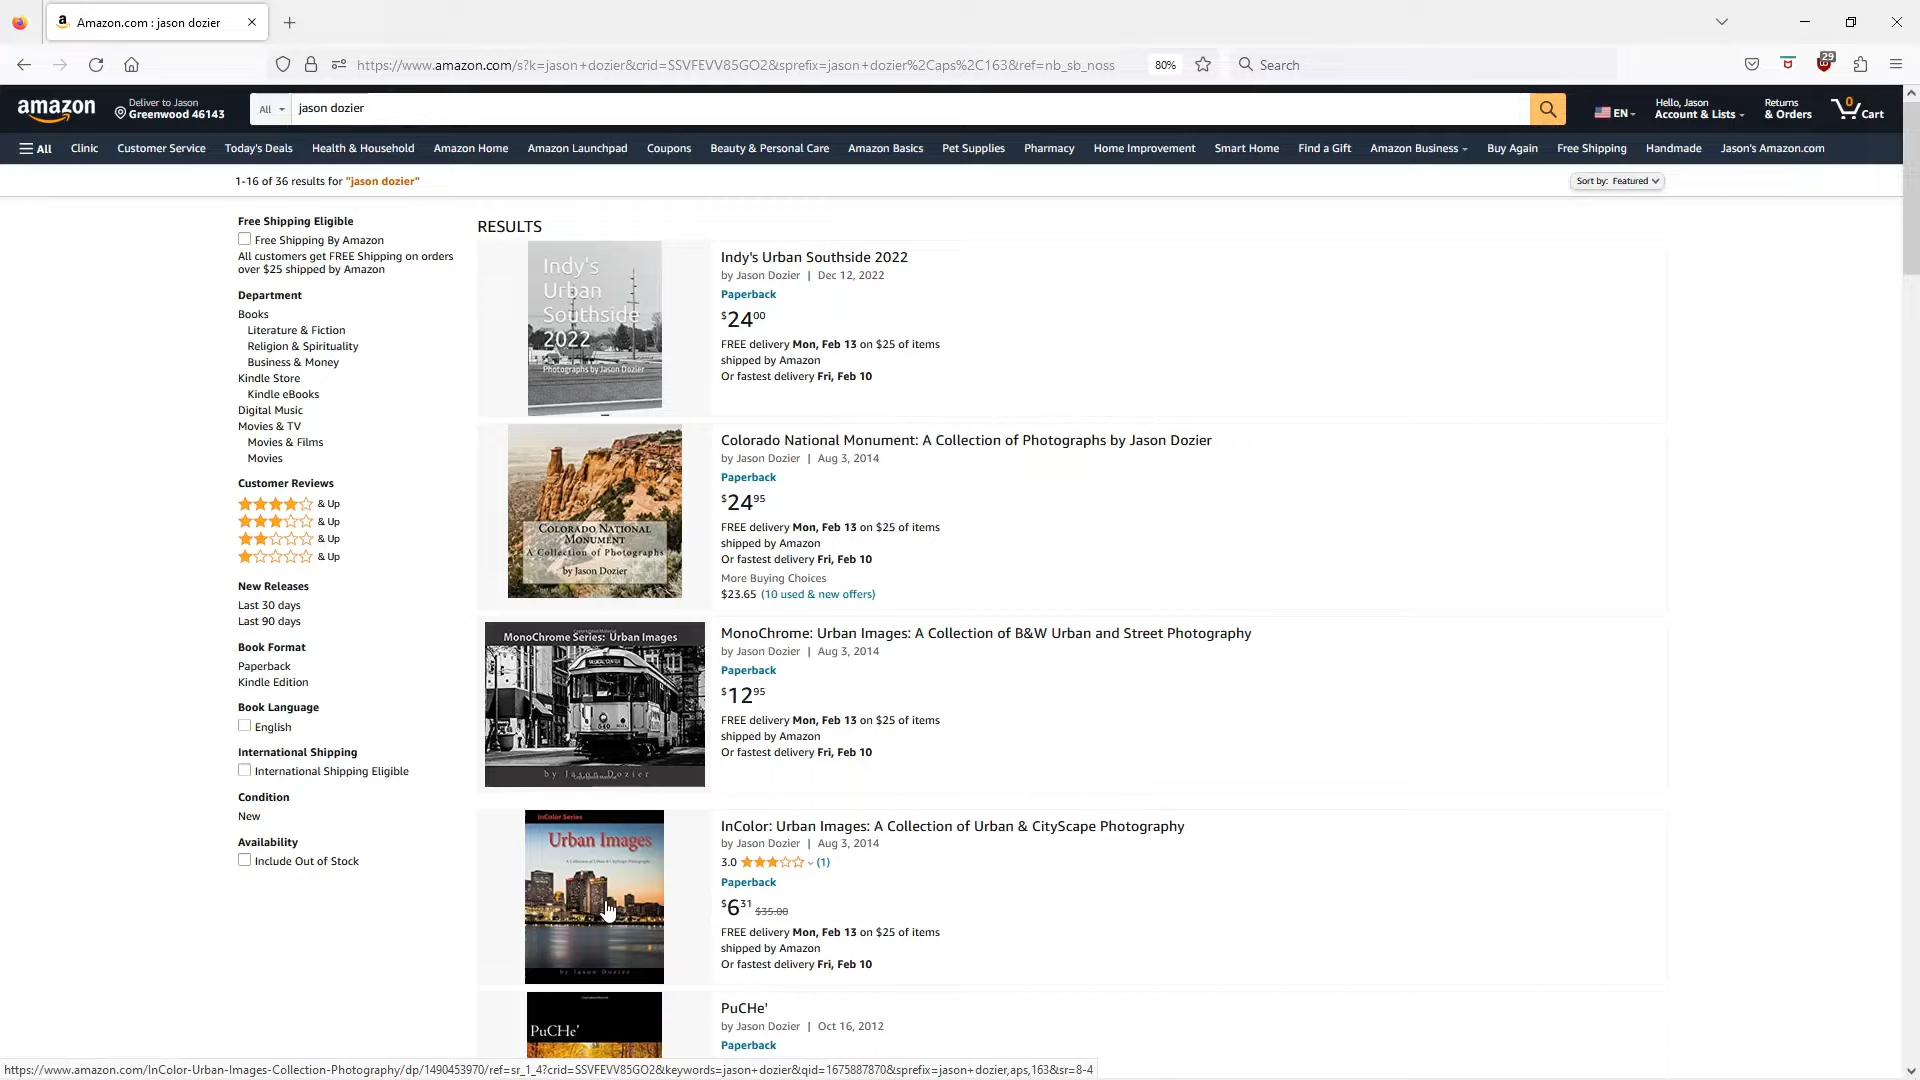 Amazon.com : jason dozier
https://www.amazon.com/s?k=jason+dozier&crid=SSVFEVV85GO2&sprefix=jason+dozier%2Caps%2C163&ref=nb_sb_noss
80%
Search
29
amazon
Deliver to Jason
Greenwood 46143
All
jason dozier
EN
Hello, Jason
Account & Lists
Returns
& Orders
0
Cart
All Clinic Customer Service Today's Deals Health & Household Amazon Home Amazon Launchpad Coupons Beauty & Personal Care Amazon Basics Pet Supplies Pharmacy Home Improvement Smart Home Find a Gift Amazon Business Buy Again Free Shipping Handmade Jason's Amazon.com
1-16 of 36 results for "jason dozier"
Sort by: Featured
Free Shipping Eligible
Free Shipping By Amazon
All customers get FREE Shipping on orders
over $25 shipped by Amazon
Department
Books
Literature & Fiction
Religion & Spirituality
Business & Money
Kindle Store
Kindle eBooks
Digital Music
Movies & TV
Movies & Films
Movies
Customer Reviews
& Up
& Up
& Up
& Up
New Releases
Last 30 days
Last 90 days
Book Format
Paperback
Kindle Edition
Book Language
English
International Shipping
International Shipping Eligible
Condition
New
Availability
Include Out of Stock
RESULTS
Indy's
Urban
Southside
2022
Photographs by Jason Dozier
Indy's Urban Southside 2022
by Jason Dozier | Dec 12, 2022
Paperback
$2400
FREE delivery Mon, Feb 13 on $25 of items
shipped by Amazon
Or fastest delivery Fri, Feb 10
Colorado National
Monument
A Collection of Photographs
by Jason Dozier
Colorado National Monument: A Collection of Photographs by Jason Dozier
by Jason Dozier | Aug 3, 2014
Paperback
$2495
FREE delivery Mon, Feb 13 on $25 of items
shipped by Amazon
Or fastest delivery Fri, Feb 10
More Buying Choices
$23.65 (10 used & new offers)
MonoChrome Series: Urban Images
540
by Jason Dozier
MonoChrome: Urban Images: A Collection of B&W Urban and Street Photography
by Jason Dozier | Aug 3, 2014
Paperback
$1295
FREE delivery Mon, Feb 13 on $25 of items
shipped by Amazon
Or fastest delivery Fri, Feb 10
InColor Series
Urban Images
A Collection of Urban & CityScape Photography
by Jason Dozier
InColor: Urban Images: A Collection of Urban & CityScape Photography
by Jason Dozier | Aug 3, 2014
3.0 (1)
Paperback
$631 $35.00
FREE delivery Mon, Feb 13 on $25 of items
shipped by Amazon
Or fastest delivery Fri, Feb 10
PuCHe'
PuCHe'
by Jason Dozier | Oct 16, 2012
Paperback
https://www.amazon.com/InColor-Urban-Images-Collection-Photography/dp/1490453970/ref=sr_1_4?crid=SSVFEVV85GO2&keywords=jason+dozier&qid=1675887870&sprefix=jason+dozier,aps,163&sr=8-4